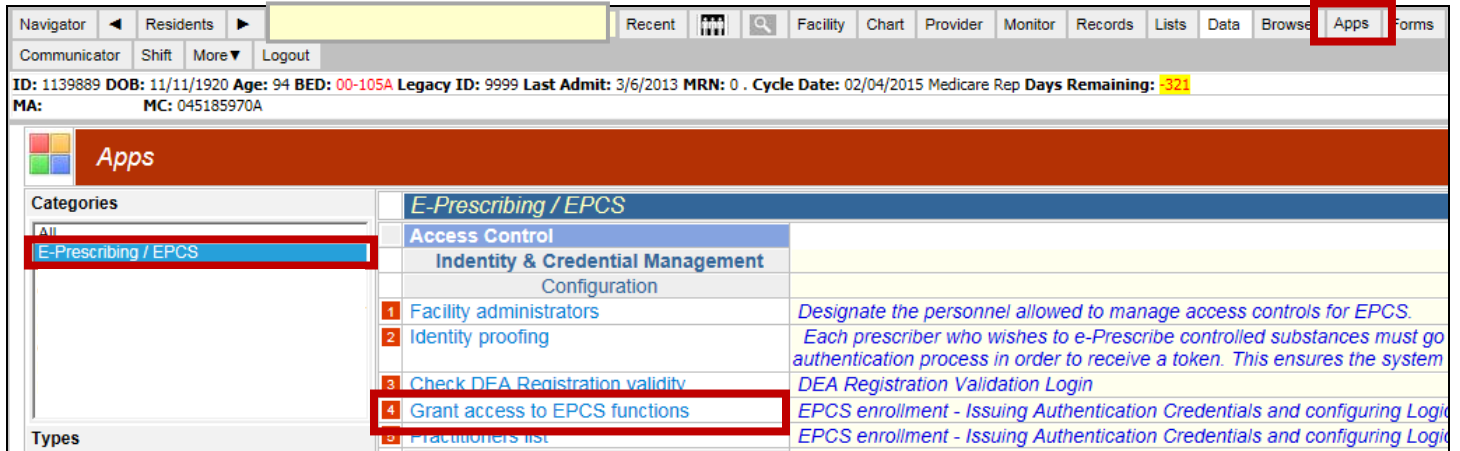 Navigator ◄ Residents ► Recent Facility Chart Provider Monitor Records Lists Data Browse Apps Forms
Communicator Shift More▼ Logout
ID: 1139889 DOB: 11/11/1920 Age: 94 BED: 00-105A Legacy ID: 9999 Last Admit: 3/6/2013 MRN: 0 . Cycle Date: 02/04/2015 Medicare Rep Days Remaining: -321
MA: MC: 045185970A
Apps
Categories
All
E-Prescribing / EPCS
Types
E-Prescribing / EPCS
Access Control
Indentity & Credential Management
Configuration
1 Facility administrators Designate the personnel allowed to manage access controls for EPCS.
2 Identity proofing Each prescriber who wishes to e-Prescribe controlled substances must go
authentication process in order to receive a token. This ensures the system
3 Check DEA Registration validity DEA Registration Validation Login
4 Grant access to EPCS functions EPCS enrollment - Issuing Authentication Credentials and configuring Logic
5 Practitioners list EPCS enrollment - Issuing Authentication Credentials and configuring Logic